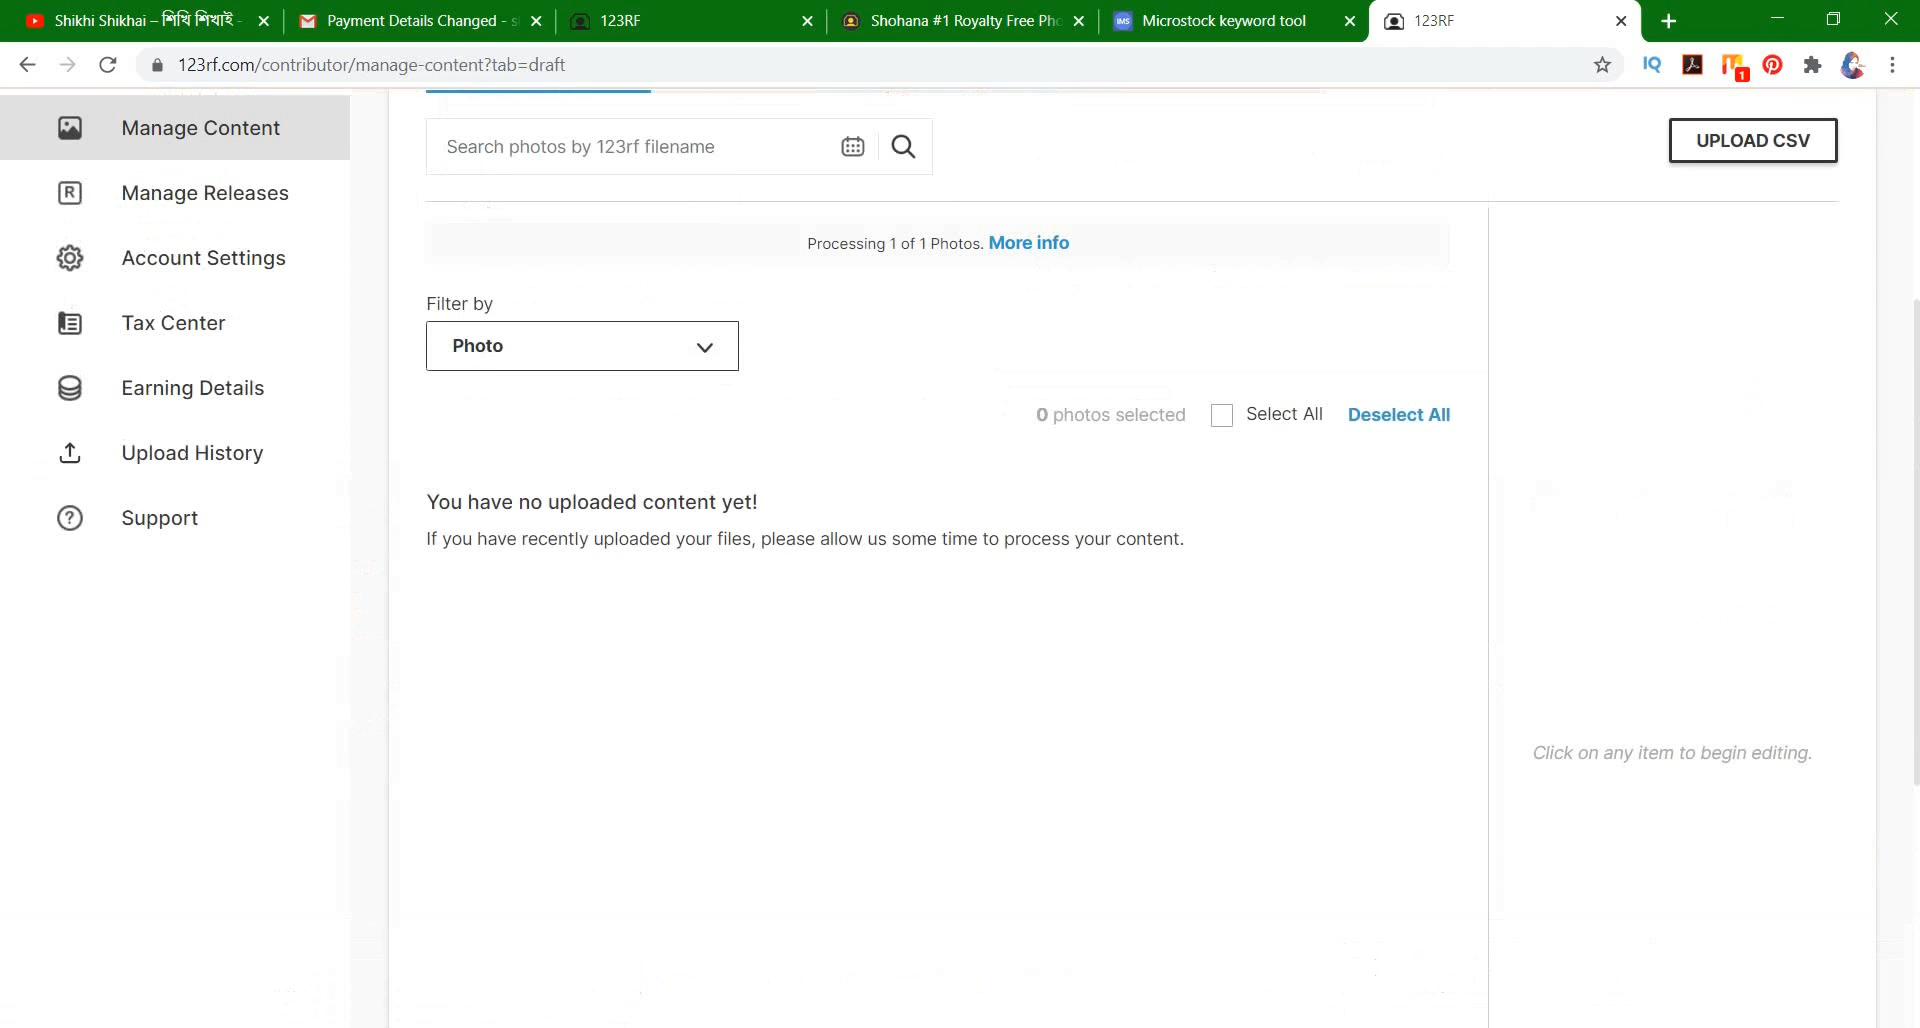 Shikhi Shikhai – শিখি শিখাই -
Payment Details Changed - s
123RF
Shohana #1 Royalty Free Pho
IMS Microstock keyword tool
123RF
123rf.com/contributor/manage-content?tab=draft
IQ
1
Manage Content
R Manage Releases
Account Settings
Tax Center
Earning Details
Upload History
? Support
Search photos by 123rf filename
UPLOAD CSV
Processing 1 of 1 Photos. More info
Filter by
Photo
0 photos selected
Select All
Deselect All
You have no uploaded content yet!
If you have recently uploaded your files, please allow us some time to process your content.
Click on any item to begin editing.